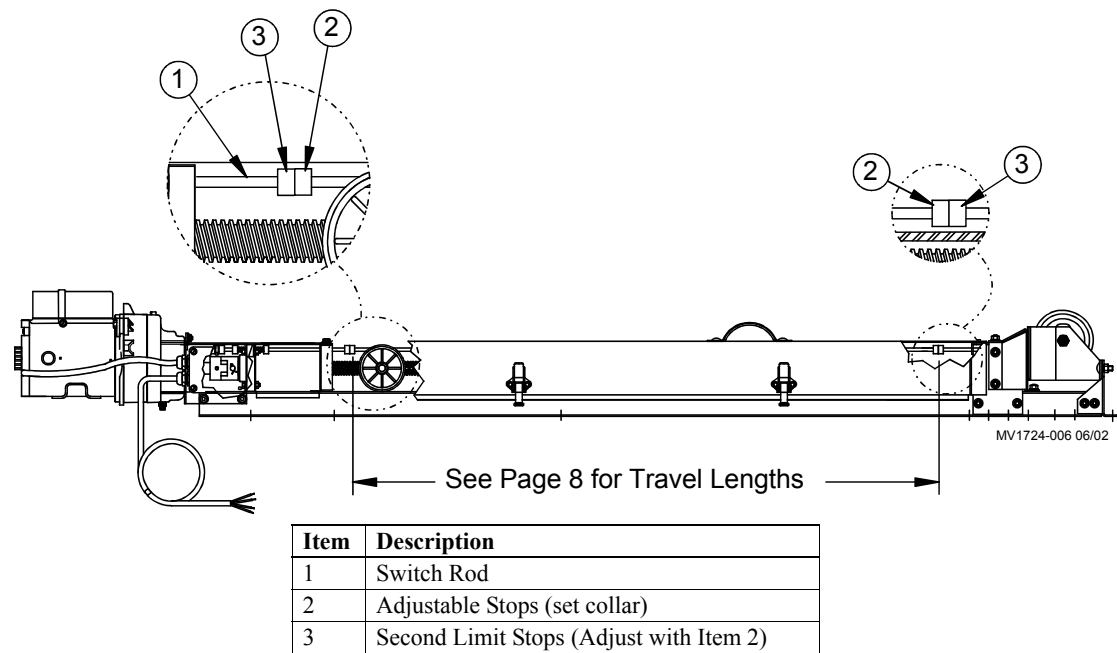 3
2
1
2
3
MV1724-006 06/02
See Page 8 for Travel Lengths
Item Description
1 Switch Rod
2 Adjustable Stops (set collar)
3 Second Limit Stops (Adjust with Item 2)